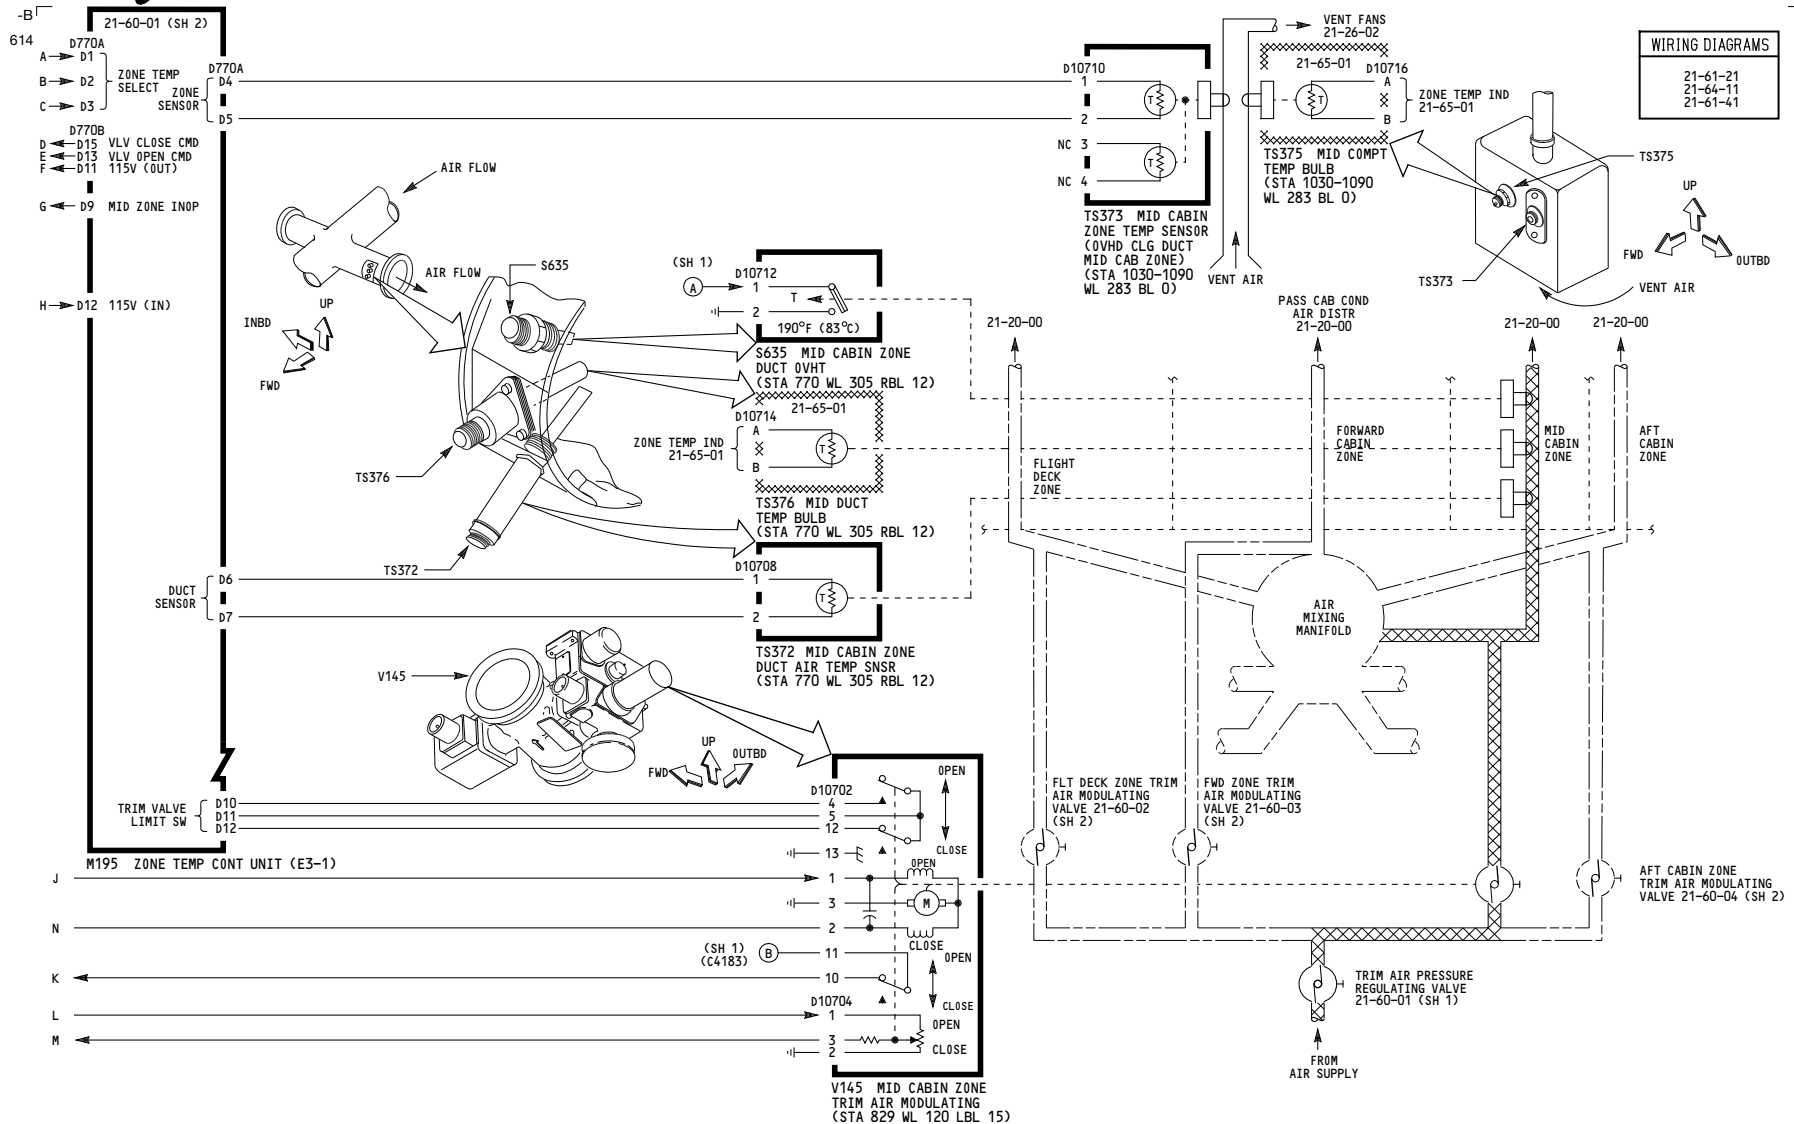 -B
614
21-60-01 (SH 2)
D770A
A D1
B D2
C D3
ZONE TEMP
SELECT
D770A
ZONE
SENSOR
D4
D5
D770B
D D15 VLV CLOSE CMD
E D13 VLV OPEN CMD
F D11 115V (OUT)
G D9 MID ZONE INOP
H D12 115V (IN)
DUCT
SENSOR
D6
D7
TRIM VALVE
LIMIT SW
D10
D11
D12
M195 ZONE TEMP CONT UNIT (E3-1)
J
N
K
L
M
AIR FLOW
AIR FLOW
UP
INBD
FWD
S635
TS376
TS372
V145
UP
OUTBD
FWD
(SH 1)
A
D10712
1
2
T
190°F (83°C)
S635 MID CABIN ZONE
DUCT OVHT
(STA 770 WL 305 RBL 12)
21-65-01
D10714
A
B
ZONE TEMP IND
21-65-01
T
TS376 MID DUCT
TEMP BULB
(STA 770 WL 305 RBL 12)
D10708
1
2
T
TS372 MID CABIN ZONE
DUCT AIR TEMP SNSR
(STA 770 WL 305 RBL 12)
D10702
4
5
12
13
1
3
2
11
10
OPEN
CLOSE
OPEN
M
CLOSE
(SH 1)
(C4183)
B
OPEN
CLOSE
D10704
1
3
2
OPEN
CLOSE
V145 MID CABIN ZONE
TRIM AIR MODULATING
(STA 829 WL 120 LBL 15)
D10710
1
2
NC 3
NC 4
T
T
TS373 MID CABIN
ZONE TEMP SENSOR
(OVHD CLG DUCT
MID CAB ZONE)
(STA 1030-1090
WL 283 BL 0)
VENT FANS
21-26-02
VENT AIR
21-65-01
D10716
T
A
B
ZONE TEMP IND
21-65-01
TS375 MID COMPT
TEMP BULB
(STA 1030-1090
WL 283 BL 0)
WIRING DIAGRAMS
21-61-21
21-64-11
21-61-41
TS375
TS373
VENT AIR
UP
FWD
OUTBD
21-20-00
PASS CAB COND
AIR DISTR
21-20-00
21-20-00
21-20-00
FLIGHT
DECK
ZONE
FORWARD
CABIN
ZONE
MID
CABIN
ZONE
AFT
CABIN
ZONE
AIR
MIXING
MANIFOLD
FLT DECK ZONE TRIM
AIR MODULATING
VALVE 21-60-02
(SH 2)
FWD ZONE TRIM
AIR MODULATING
VALVE 21-60-03
(SH 2)
AFT CABIN ZONE
TRIM AIR MODULATING
VALVE 21-60-04 (SH 2)
TRIM AIR PRESSURE
REGULATING VALVE
21-60-01 (SH 1)
FROM
AIR SUPPLY